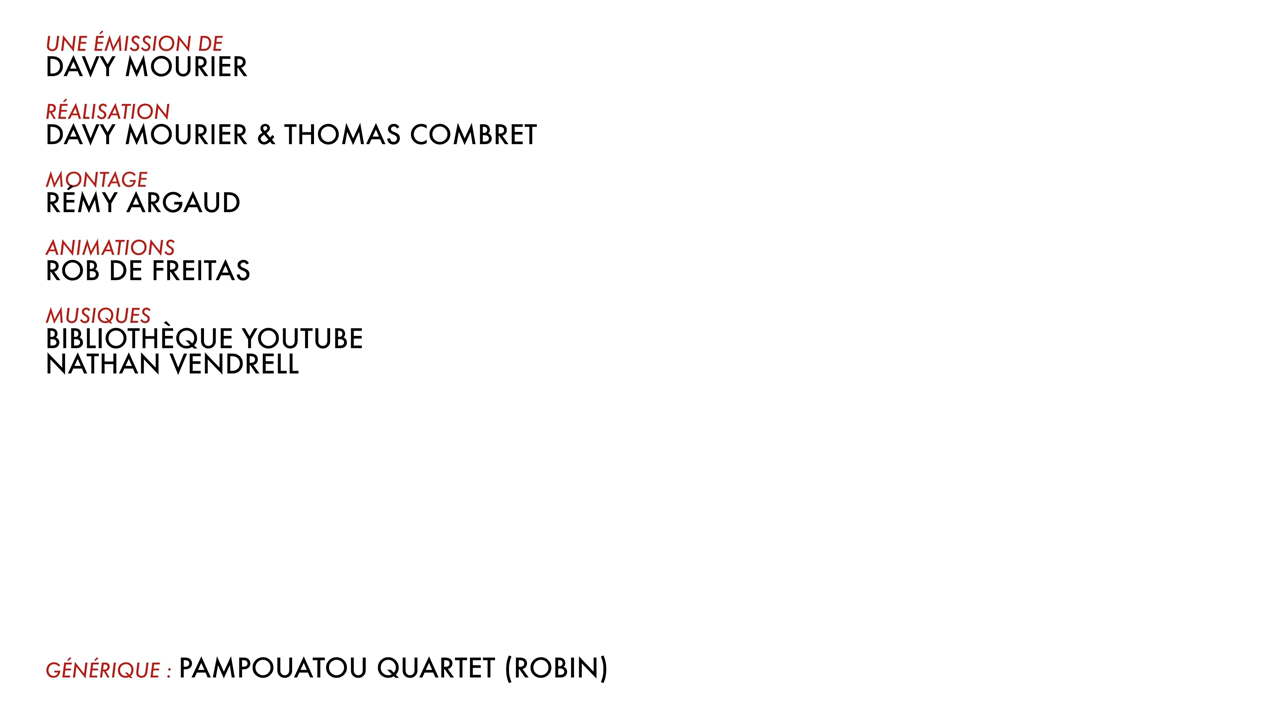 UNE ÉMISSION DE
DAVY MOURIER
RÉALISATION
DAVY MOURIER & THOMAS COMBRET
MONTAGE
RÉMY ARGAUD
ANIMATIONS
ROB DE FREITAS
MUSIQUES
BIBLIOTHÈQUE YOUTUBE
NATHAN VENDRELL
GÉNÉRIQUE : PAMPOUATOU QUARTET (ROBIN)